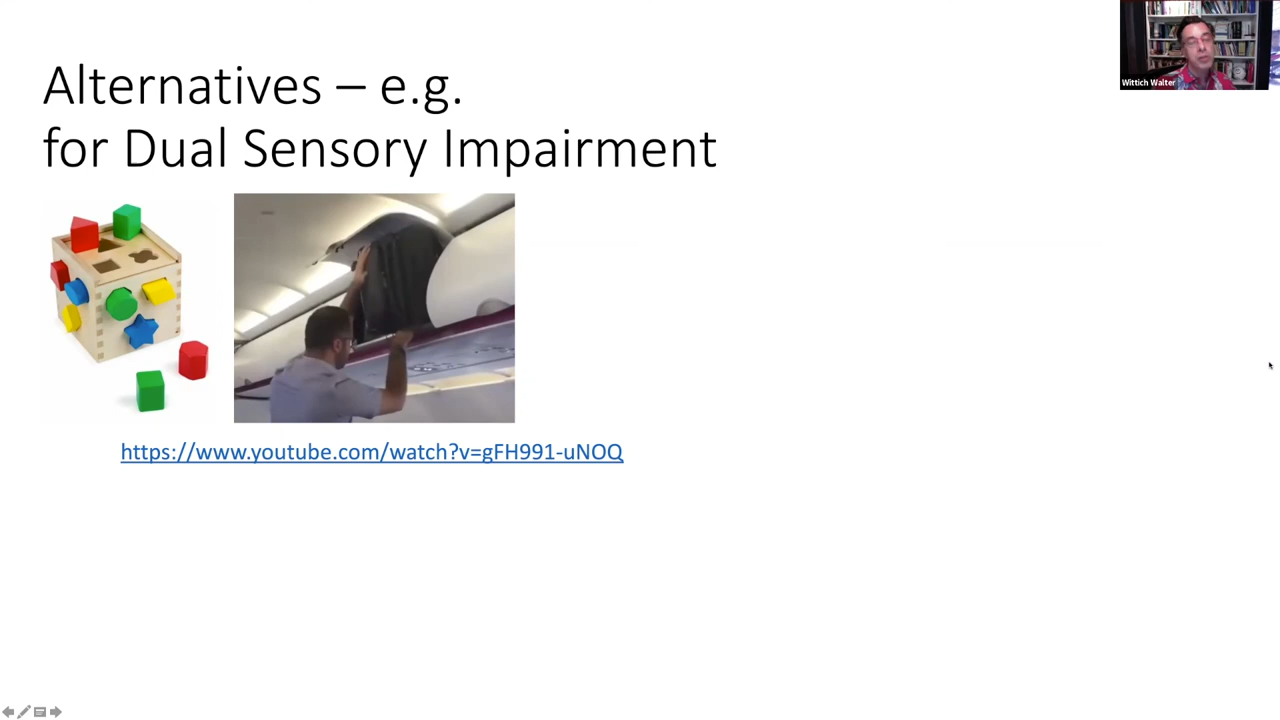 Wittich Walter
Alternatives – e.g.
for Dual Sensory Impairment
https://www.youtube.com/watch?v=gFH991-uNOQ